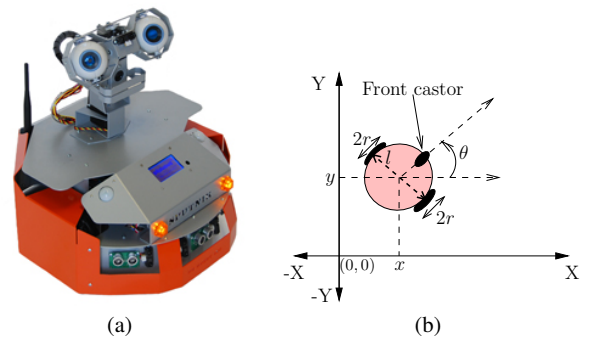 Y
Front castor
2r
l
θ
y
2r
(0,0)
x
-X
X
-Y
(a)
(b)